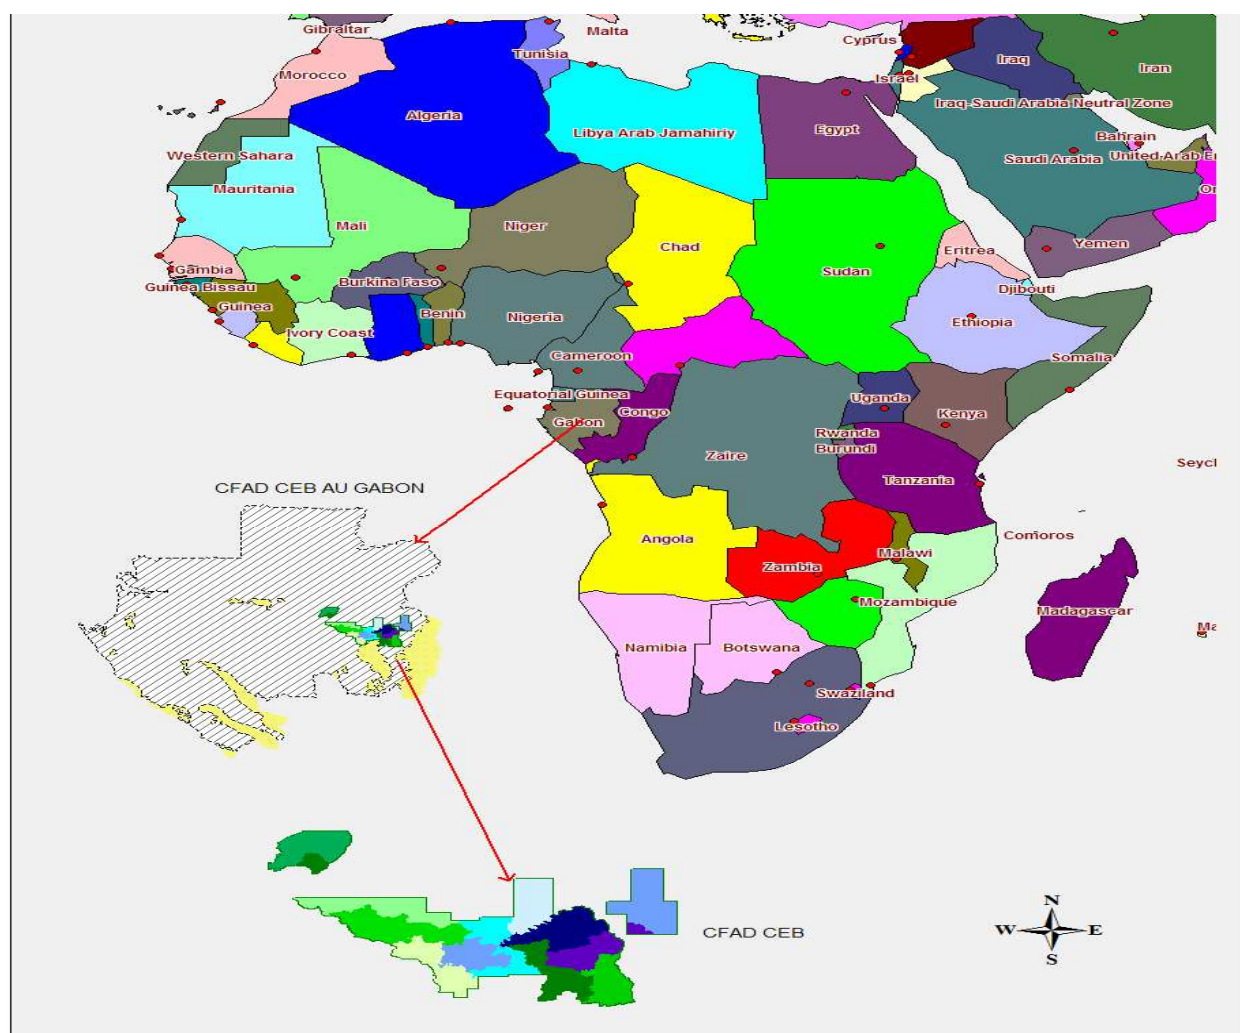 Gibraltar
Malta
Cyprus
Tunisia
Iraq
Iran
Morocco
Israel
Iraq-Saudi Arabia Neutral Zone
Algeria
Libya Arab Jamahiriy
Egypt
Bahrain
Western Sahara
Saudi Arabia
United Arab E
Mauritania
Mali
Niger
Chad
Yemen
Eritrea
Gambia
Sudan
Burkina Faso
Guinea Bissau
Djibouti
Guinea
Benin
Nigeria
Ethiopia
Ivory Coast
Cameroon
Somalia
Equatorial Guinea
Uganda
Congo
Kenya
Gabon
Rwanda
Burundi
Zaire
Seycl
Tanzania
CFAD CEB AU GABON
Angola
Comoros
Malawi
Zambia
Mozambique
Madagascar
Namibia
Botswana
Swaziland
Lesotho
N
W E
S
CFAD CEB